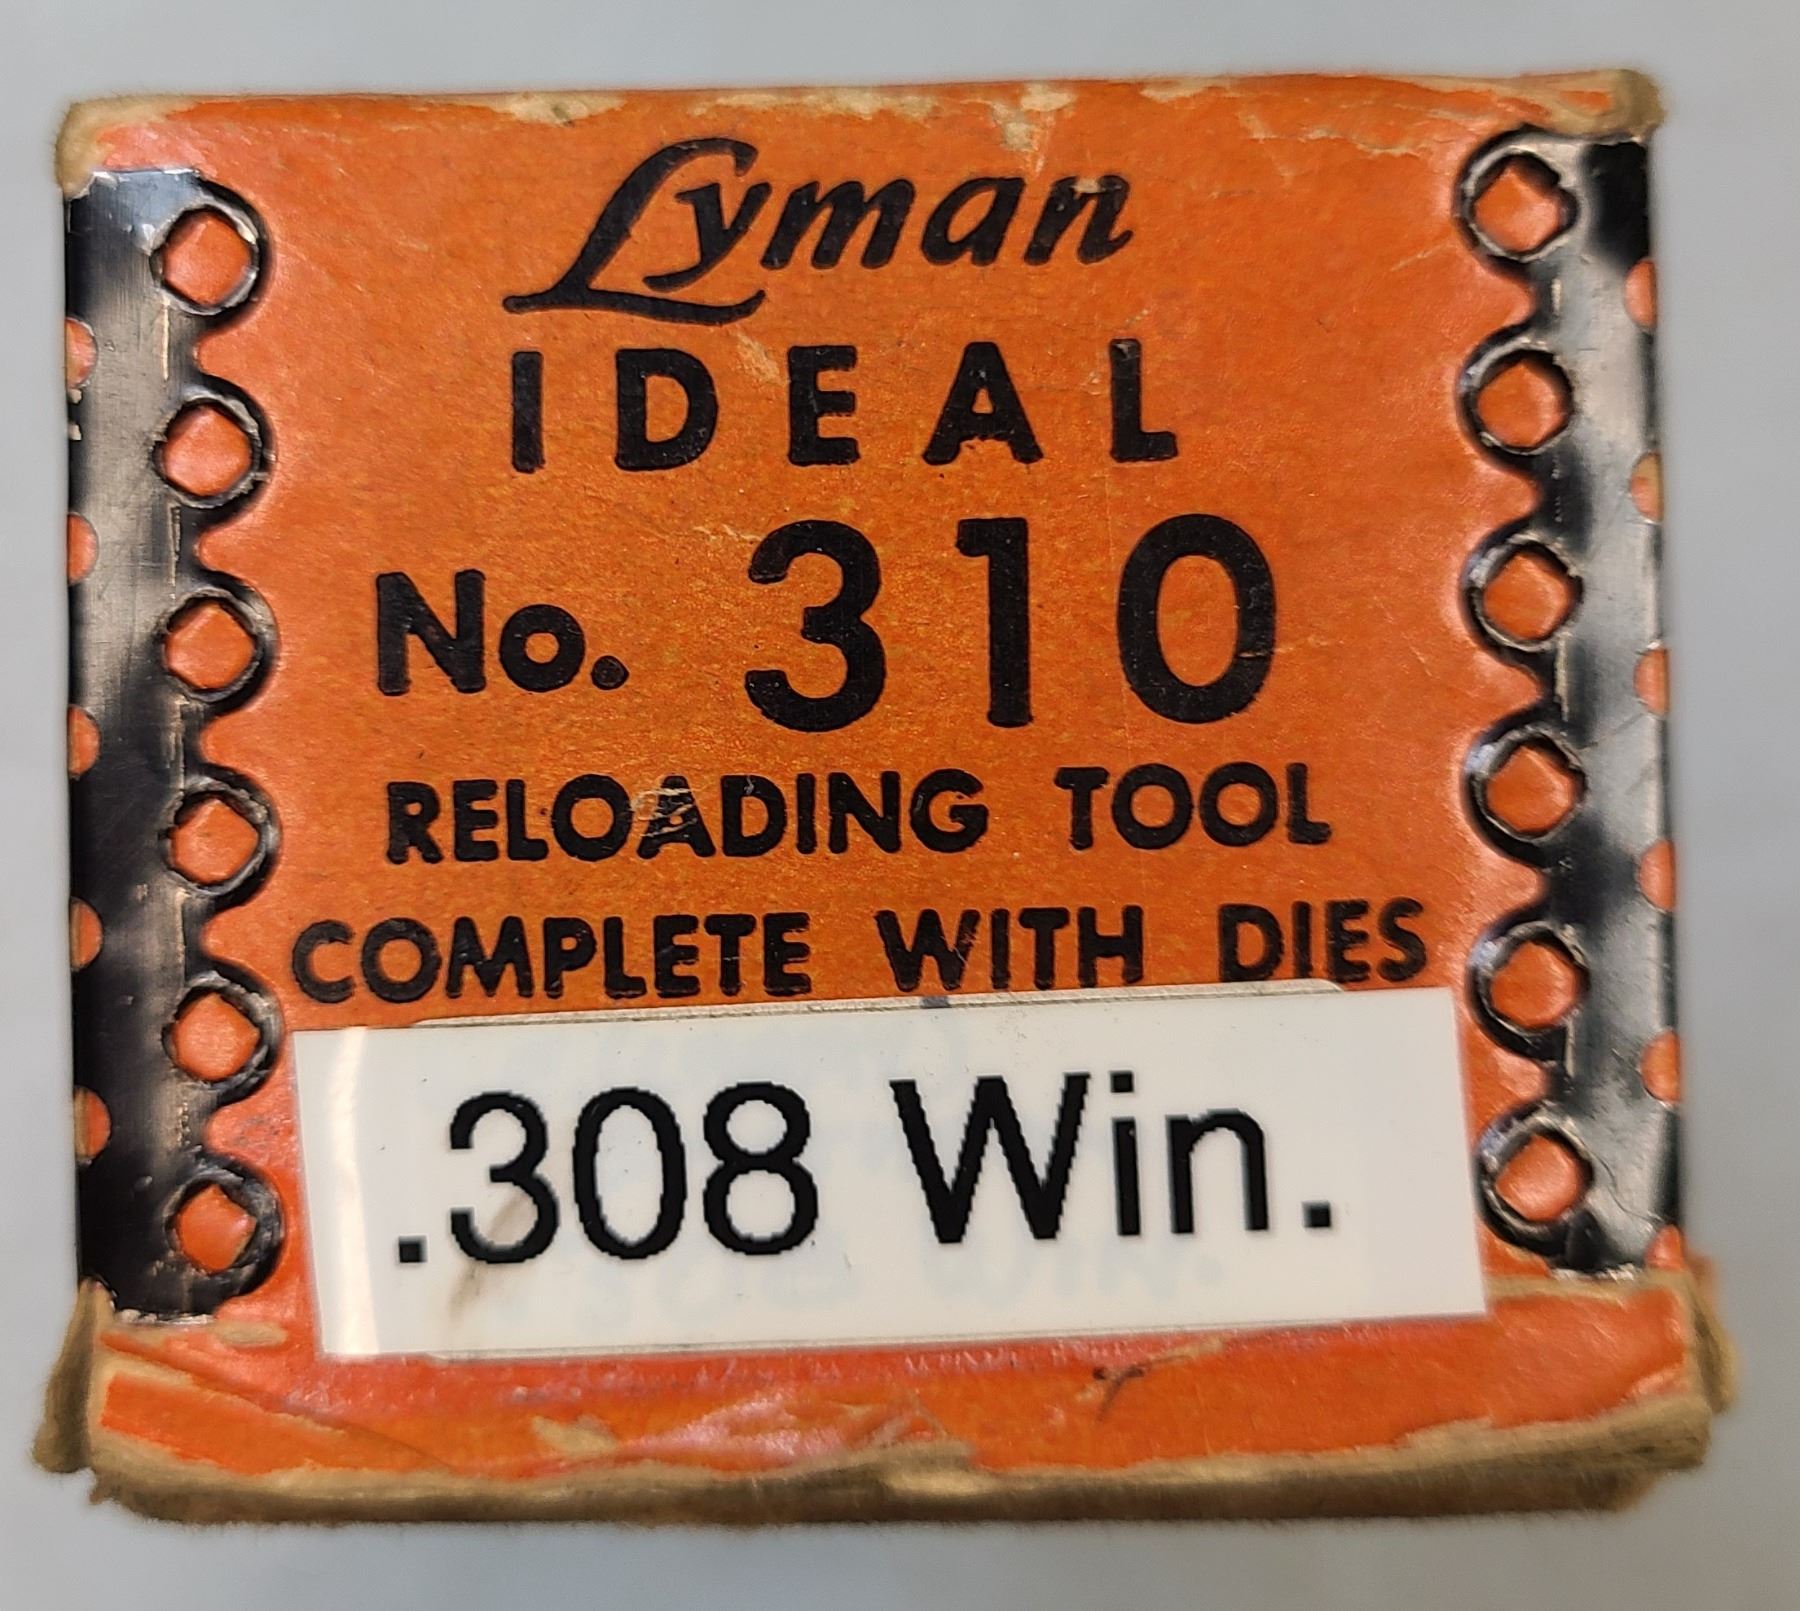 Lyman
IDEAL
No. 310
RELOADING TOOL
COMPLETE WITH DIES
.308 Win.